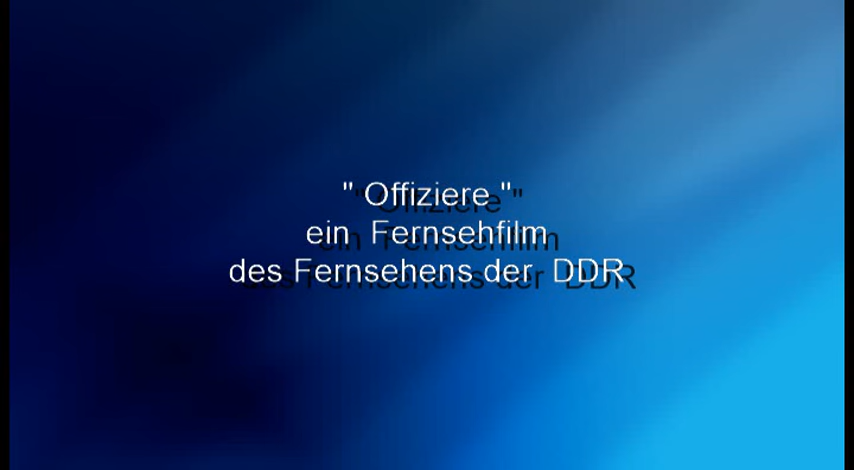 " Offiziere "
ein Fernsehfilm
des Fernsehens der DDR